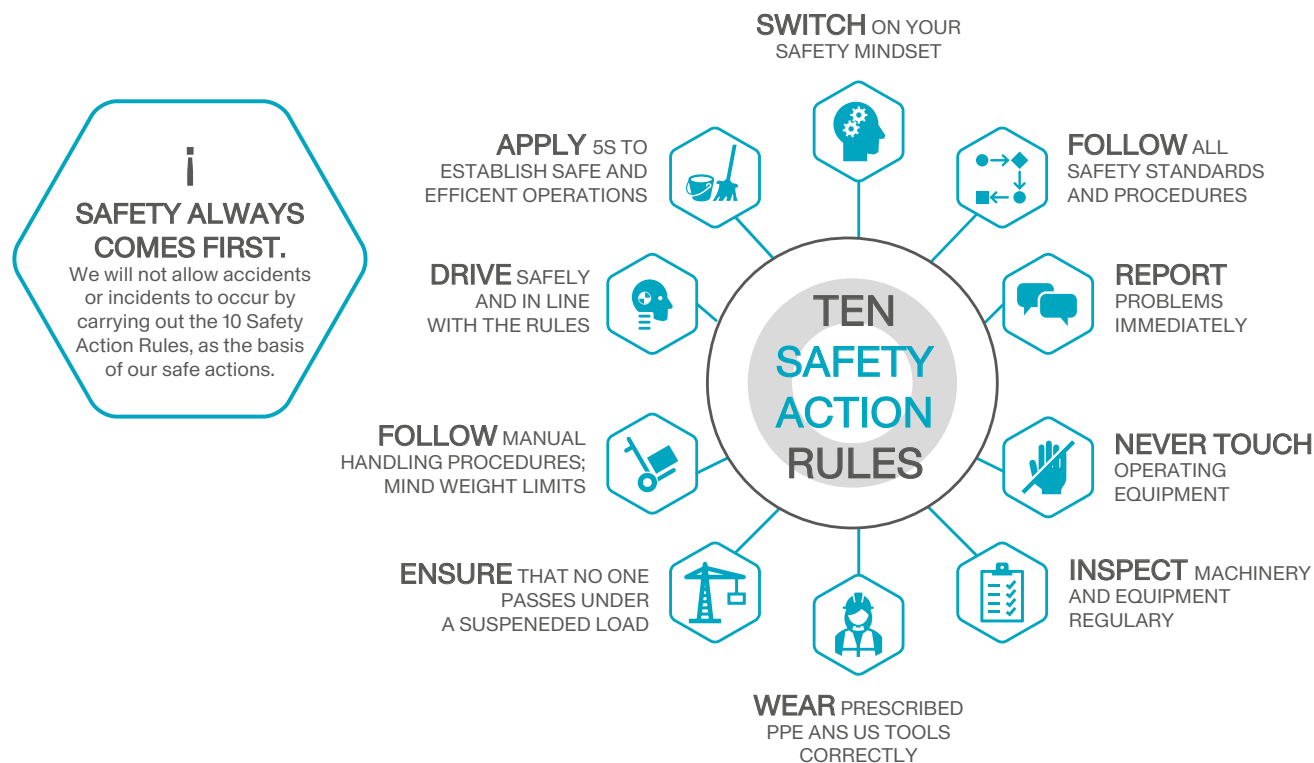 ¡
SAFETY ALWAYS
COMES FIRST.
We will not allow accidents
or incidents to occur by
carrying out the 10 Safety
Action Rules, as the basis
of our safe actions.
TEN
SAFETY
ACTION
RULES
SWITCH ON YOUR
SAFETY MINDSET
FOLLOW ALL
SAFETY STANDARDS
AND PROCEDURES
REPORT
PROBLEMS
IMMEDIATELY
NEVER TOUCH
OPERATING
EQUIPMENT
INSPECT MACHINERY
AND EQUIPMENT
REGULARY
WEAR PRESCRIBED
PPE ANS US TOOLS
CORRECTLY
ENSURE THAT NO ONE
PASSES UNDER
A SUSPENEDED LOAD
FOLLOW MANUAL
HANDLING PROCEDURES;
MIND WEIGHT LIMITS
DRIVE SAFELY
AND IN LINE
WITH THE RULES
APPLY 5S TO
ESTABLISH SAFE AND
EFFICENT OPERATIONS